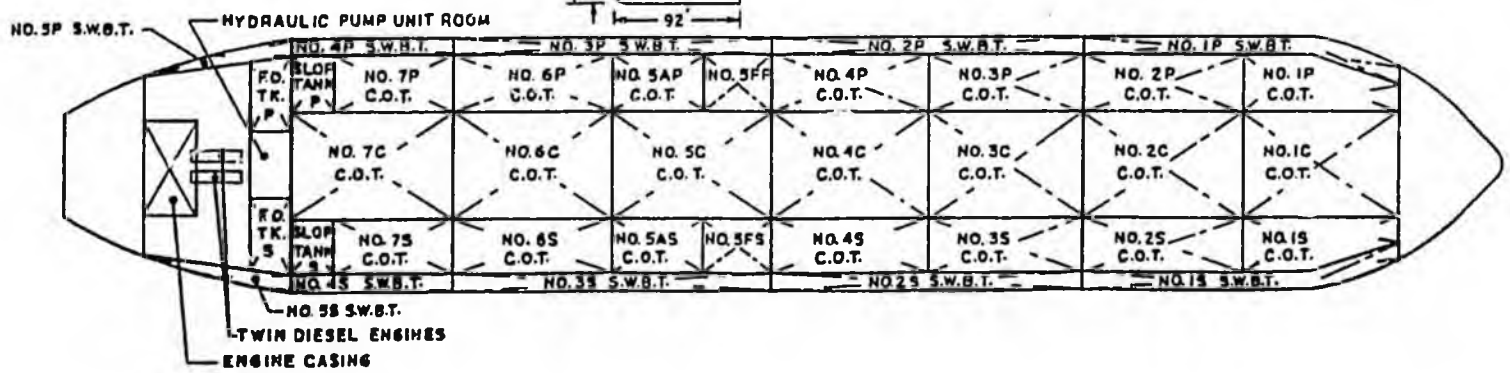 92'
HYDRAULIC PUMP UNIT ROOM
NO. 5P S.W.B.T.
NO. 4P S.W.B.T.
NO. 3P S.W.B.T.
NO. 2P S.W.B.T.
NO. 1P S.W.B.T.
F.O.
TK.
P
SLOP
TANK
P
NO. 7P
C.O.T.
NO. 6P
C.O.T.
NO. 5AP
C.O.T.
NO. 5FP
NO. 4P
C.O.T.
NO. 3P
C.O.T.
NO. 2P
C.O.T.
NO. 1P
C.O.T.
NO. 7C
C.O.T.
NO. 6C
C.O.T.
NO. 5C
C.O.T.
NO. 4C
C.O.T.
NO. 3C
C.O.T.
NO. 2C
C.O.T.
NO. 1C
C.O.T.
F.O.
TK.
S
SLOP
TANK
S
NO. 7S
C.O.T.
NO. 6S
C.O.T.
NO. 5AS
C.O.T.
NO. 5FS
NO. 4S
C.O.T.
NO. 3S
C.O.T.
NO. 2S
C.O.T.
NO. 1S
C.O.T.
NO. 4S S.W.B.T.
NO. 3S S.W.B.T.
NO. 2S S.W.B.T.
NO. 1S S.W.B.T.
NO. 5S S.W.B.T.
TWIN DIESEL ENGINES
ENGINE CASING